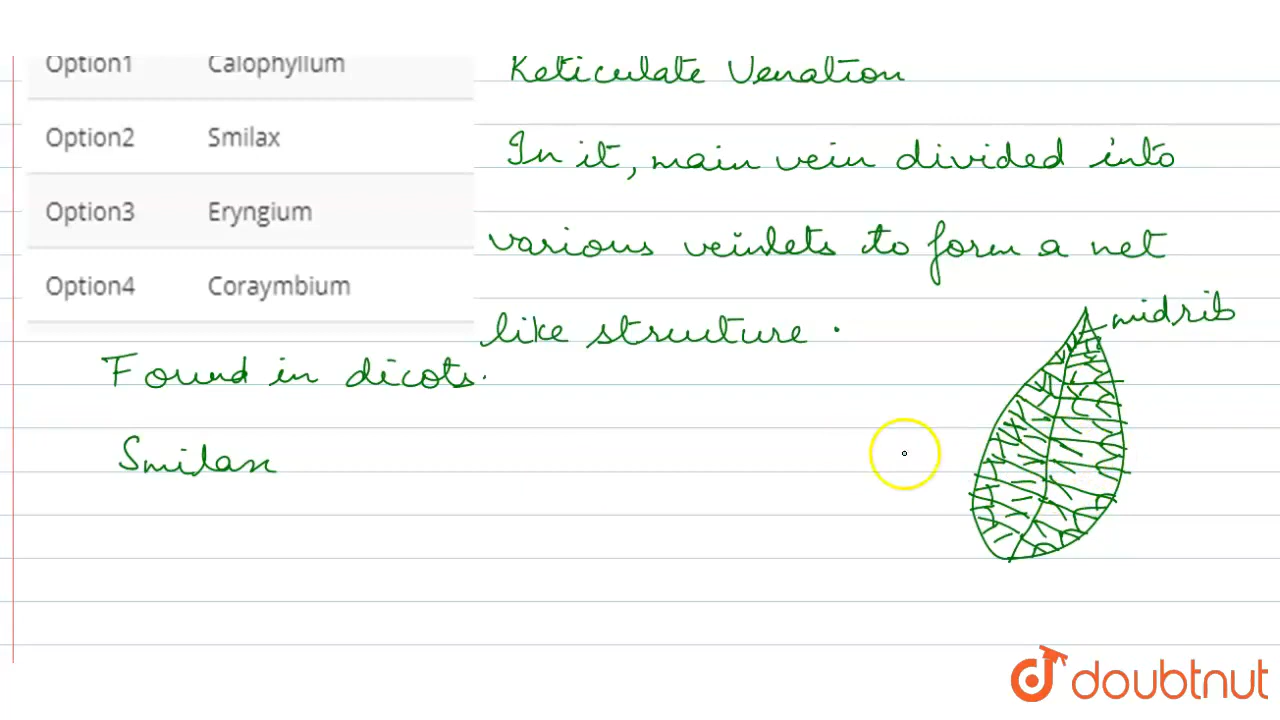 Option1 Calophyllum
Reticulate Venation
Option2 Smilax
In it, main vein divided into
Option3 Eryngium
various veinlets to form a net
Option4 Coraymbium
like struuture.
midrib
Found in dicots.
Smilax
doubtnut